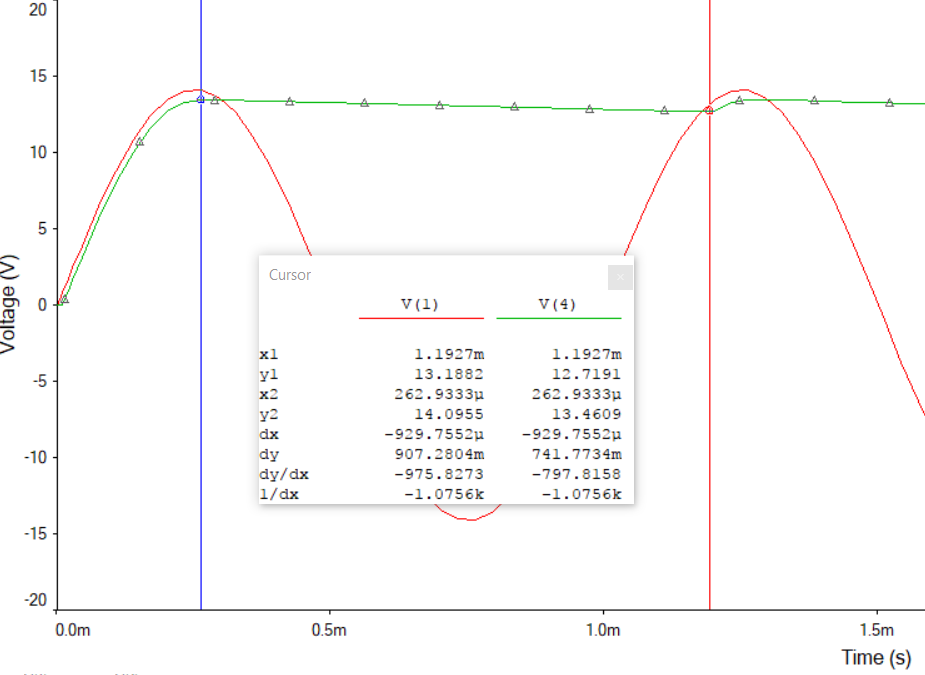 20
15
10
5
0
-5
-10
-15
-20
Voltage (V)
Cursor
V(1) V(4)
x1 1.1927m 1.1927m
y1 13.1882 12.7191
x2 262.9333µ 262.9333µ
y2 14.0955 13.4609
dx -929.7552µ -929.7552µ
dy 907.2804m 741.7734m
dy/dx -975.8273 -797.8158
1/dx -1.0756k -1.0756k
0.0m 0.5m 1.0m 1.5m
Time (s)